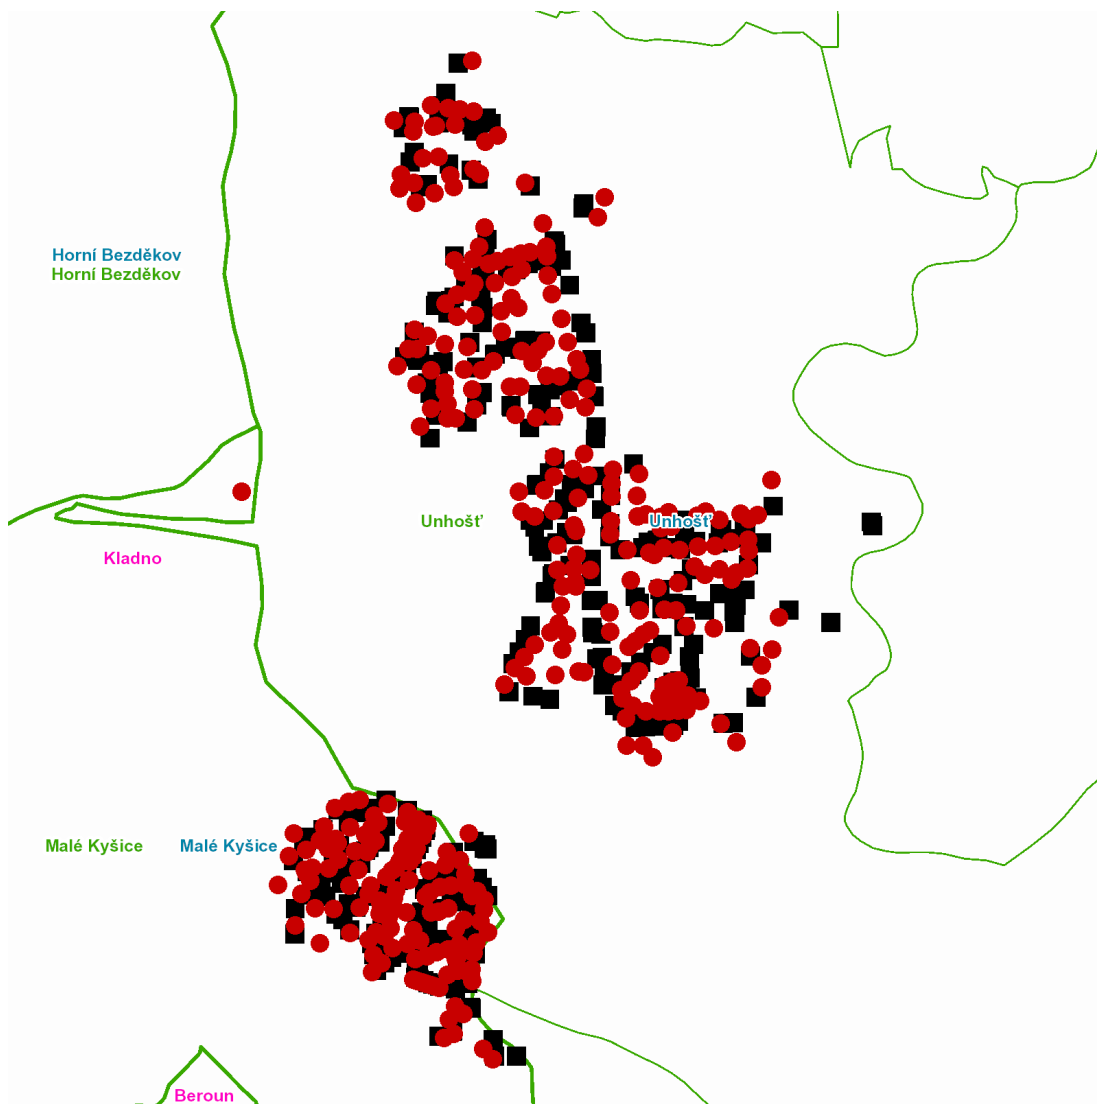 Horní Bezděkov
Horní Bezděkov
Unhošť
Unhošť
Kladno
Malé Kyšice
Malé Kyšice
Beroun